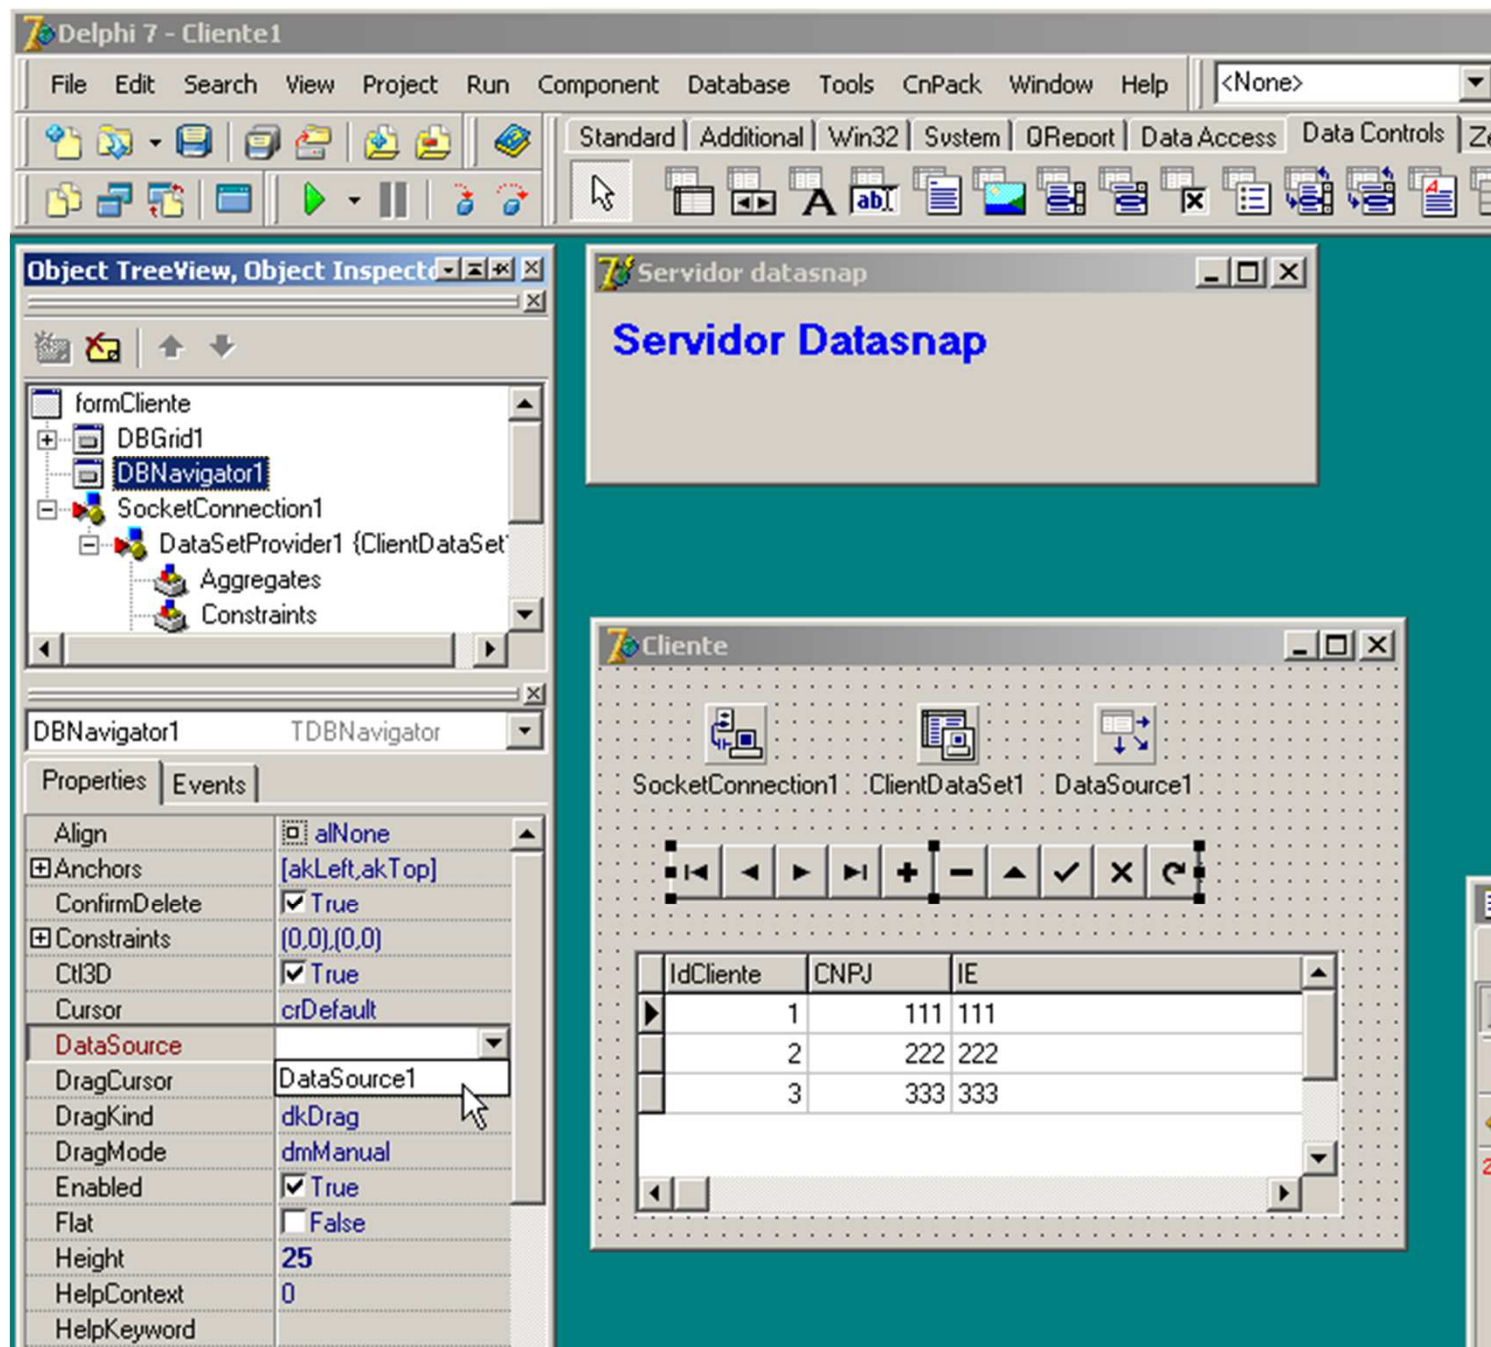 Delphi 7 - Cliente1
File Edit Search View Project Run Component Database Tools CnPack Window Help <None>
Standard Additional Win32 System QReport Data Access Data Controls
Object TreeView, Object
formCliente
DBGrid1
DBNavigator1
SocketConnection1
DataSetProvider1 {ClientDataSet
Aggregates
Constraints
DBNavigator1 TDBNavigator
Properties Events
Align alNone
Anchors [akLeft,akTop]
ConfirmDelete True
Constraints (0,0),(0,0)
Ctl3D True
Cursor crDefault
DataSource
DataSource1
DragCursor
DragKind dkDrag
DragMode dmManual
Enabled True
Flat False
Height 25
HelpContext 0
HelpKeyword
Servidor datasnap
Servidor Datasnap
Cliente
SocketConnection1 ClientDataSet1 DataSource1
IdCliente CNPJ IE
1 111 111
2 222 222
3 333 333